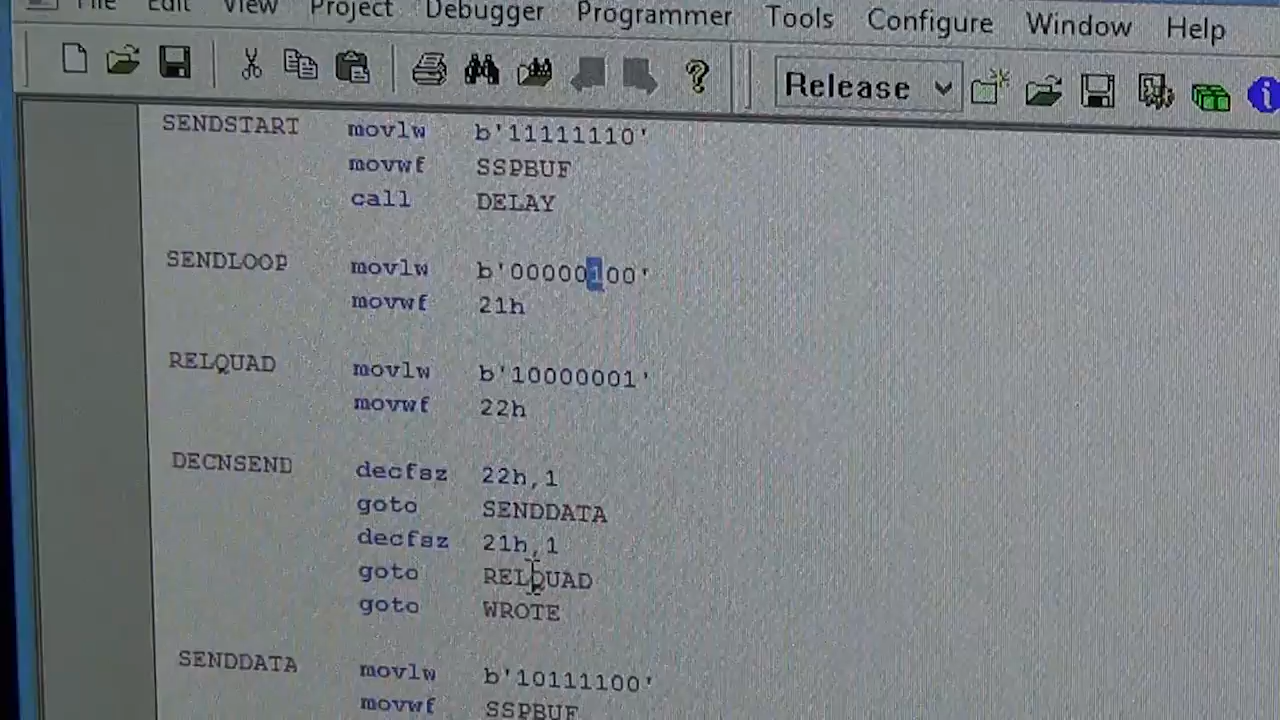 File Edit View Project Debugger Programmer Tools Configure Window Help
Release
SENDSTART movlw b'11111110'
movwf SSPBUF
call DELAY
SENDLOOP movlw b'00000100'
movwf 21h
RELQUAD movlw b'10000001'
movwf 22h
DECNSEND decfsz 22h,1
goto SENDDATA
decfsz 21h,1
goto RELQUAD
goto WROTE
SENDDATA movlw b'10111100'
movwf SSPBUF